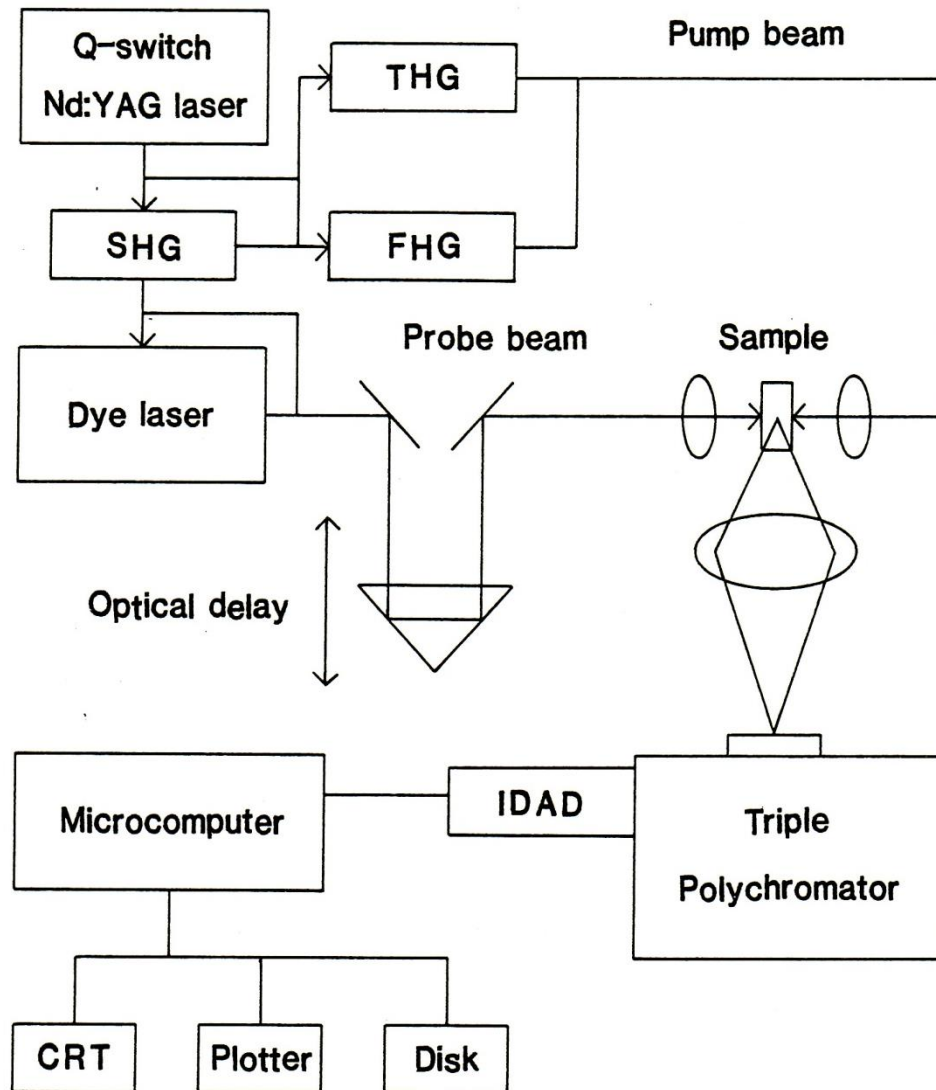 Q-switch
Nd:YAG laser
THG
Pump beam
SHG
FHG
Probe beam
Sample
Dye laser
Optical delay
Microcomputer
IDAD
Triple
Polychromator
CRT
Plotter
Disk